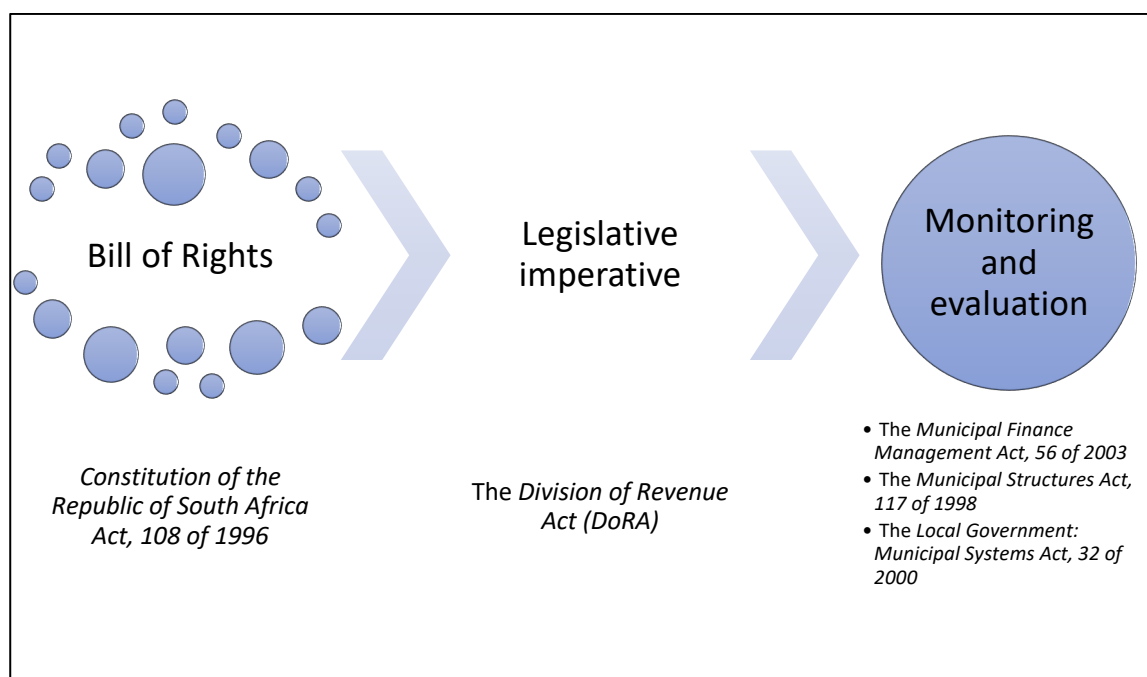 Bill of Rights
Legislative
imperative
Monitoring
and
evaluation
Constitution of the
Republic of South Africa
Act, 108 of 1996
The Division of Revenue
Act (DoRA)
• The Municipal Finance
Management Act, 56 of 2003
• The Municipal Structures Act,
117 of 1998
• The Local Government:
Municipal Systems Act, 32 of
2000